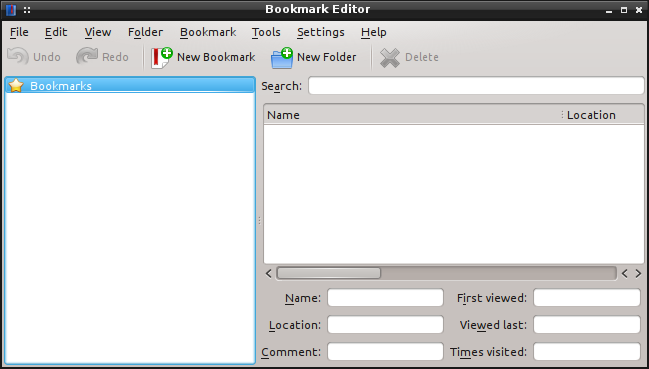 Bookmark Editor
File Edit View Folder Bookmark Tools Settings Help
Undo Redo New Bookmark New Folder Delete
Bookmarks
Search:
Name Location
Name: First viewed:
Location: Viewed last:
Comment: Times visited: